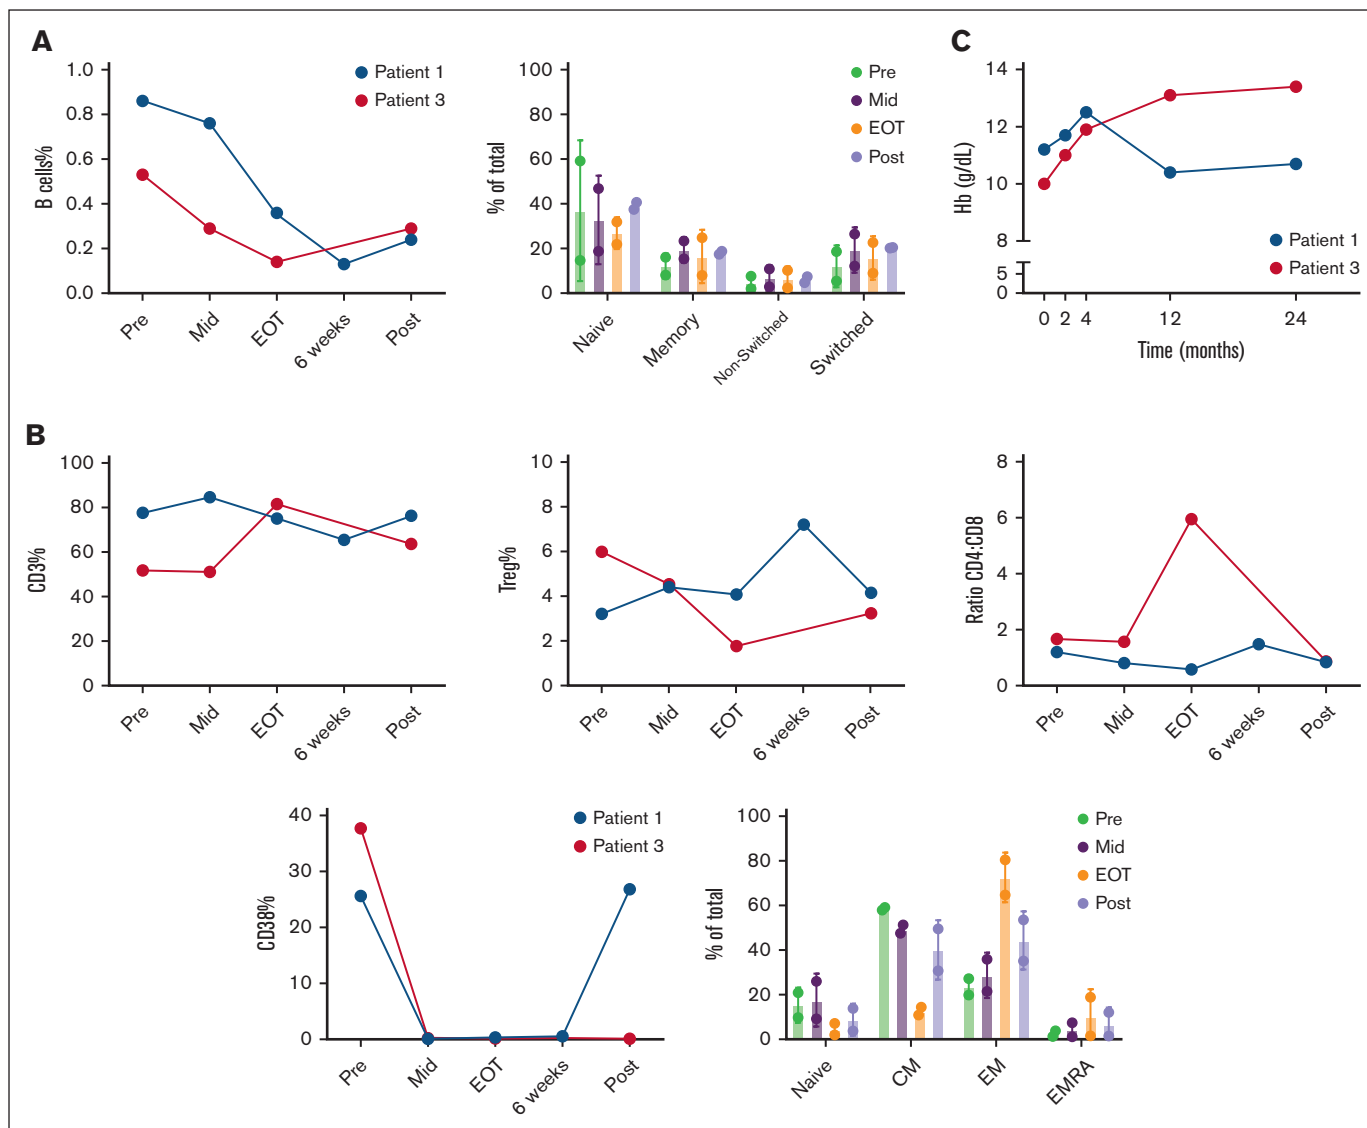 A
1.0
0.8
0.6
0.4
0.2
0.0
B cells%
Patient 1
Patient 3
Pre
Mid
EOT
6 weeks
Post
100
80
60
40
20
0
% of total
Pre
Mid
EOT
Post
Naive
Memory
Non-Switched
Switched
C
14
12
10
8
5
0
Hb (g/dL)
Patient 1
Patient 3
0 2 4 12 24
Time (months)
B
100
80
60
40
20
0
CD3%
Pre
Mid
EOT
6 weeks
Post
10
8
6
4
2
0
Treg%
Pre
Mid
EOT
6 weeks
Post
8
6
4
2
0
Ratio CD4:CD8
Pre
Mid
EOT
6 weeks
Post
40
30
20
10
0
CD38%
Patient 1
Patient 3
Pre
Mid
EOT
6 weeks
Post
100
80
60
40
20
0
% of total
Pre
Mid
EOT
Post
Naive
CM
EM
EMRA